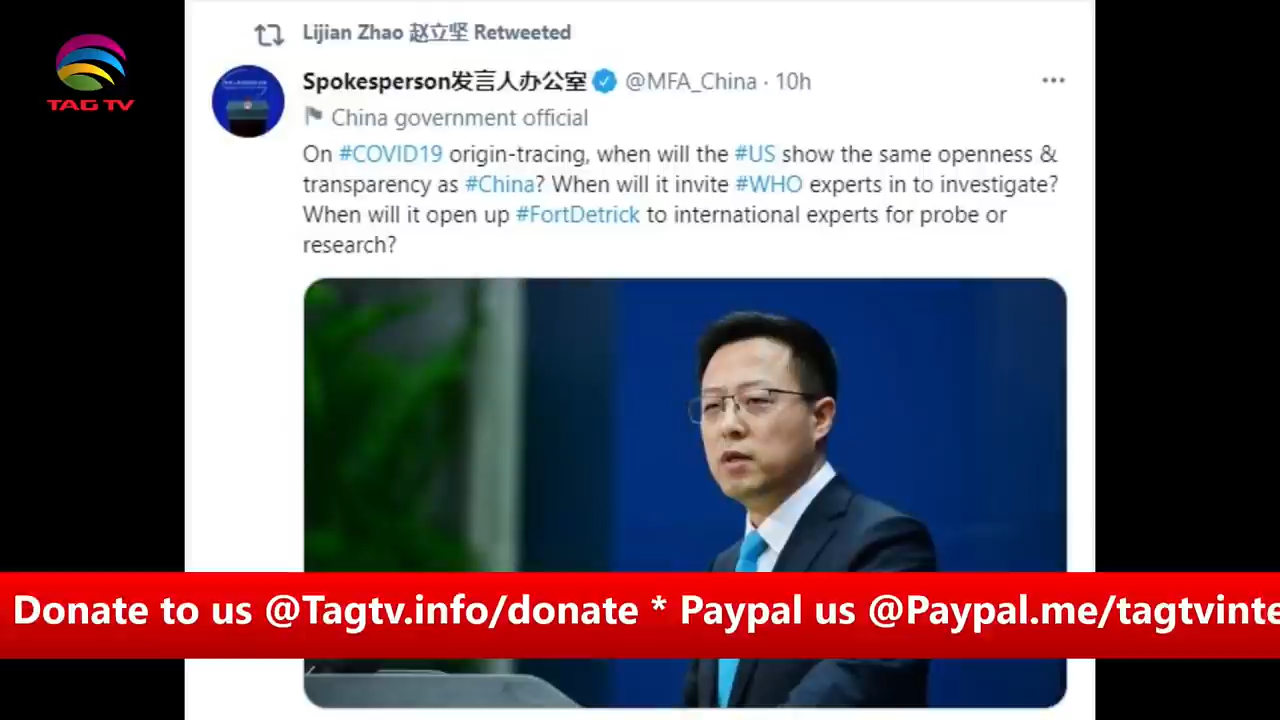 TAG TV
Lijian Zhao 赵立坚 Retweeted
Spokesperson发言人办公室 @MFA_China · 10h
China government official
On #COVID19 origin-tracing, when will the #US show the same openness &
transparency as #China? When will it invite #WHO experts in to investigate?
When will it open up #FortDetrick to international experts for probe or
research?
Donate to us @Tagtv.info/donate * Paypal us @Paypal.me/tagtvinte